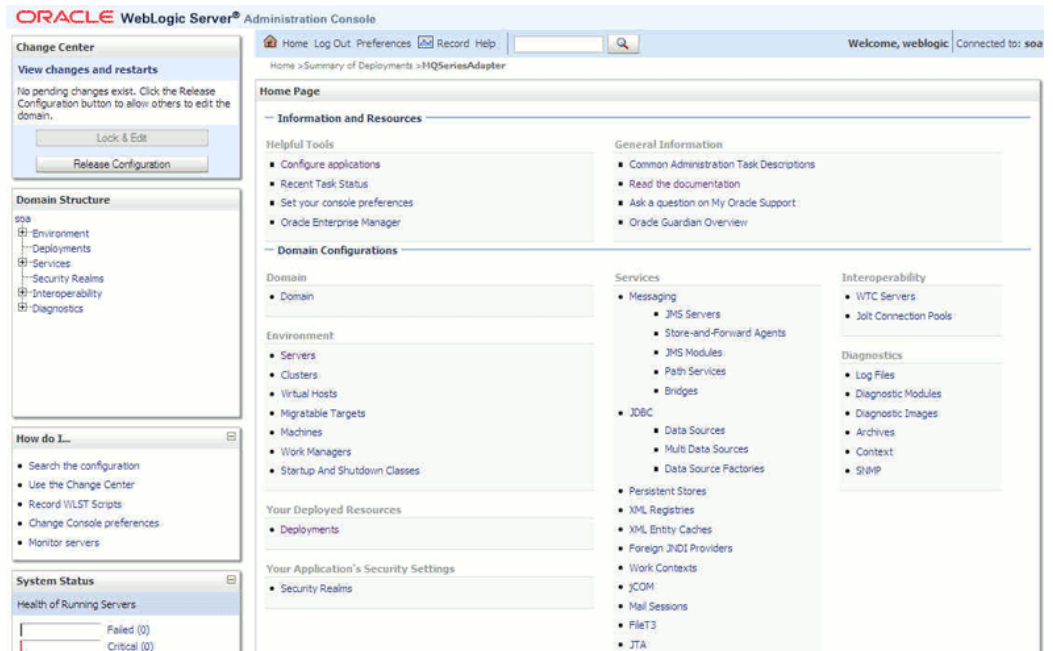 ORACLE WebLogic Server® Administration Console
Change Center
View changes and restarts
No pending changes exist. Click the Release
Configuration button to allow others to edit the
domain.
Lock & Edit
Release Configuration
Domain Structure
soa
Environment
Deployments
Services
Security Realms
Interoperability
Diagnostics
How do I...
Search the configuration
Use the Change Center
Record WLST Scripts
Change Console preferences
Monitor servers
System Status
Health of Running Servers
Failed (0)
Critical (0)
Home Log Out Preferences Record Help
Welcome, weblogic Connected to: soa
Home >Summary of Deployments >MQSeriesAdapter
Home Page
Information and Resources
Helpful Tools
Configure applications
Recent Task Status
Set your console preferences
Oracle Enterprise Manager
General Information
Common Administration Task Descriptions
Read the documentation
Ask a question on My Oracle Support
Oracle Guardian Overview
Domain Configurations
Domain
Domain
Environment
Servers
Clusters
Virtual Hosts
Migratable Targets
Machines
Work Managers
Startup And Shutdown Classes
Your Deployed Resources
Deployments
Your Application's Security Settings
Security Realms
Services
Messaging
JMS Servers
Store-and-Forward Agents
JMS Modules
Path Services
Bridges
JDBC
Data Sources
Multi Data Sources
Data Source Factories
Persistent Stores
XML Registries
XML Entity Caches
Foreign JNDI Providers
Work Contexts
jCOM
Mail Sessions
FileT3
JTA
Interoperability
WTC Servers
Jolt Connection Pools
Diagnostics
Log Files
Diagnostic Modules
Diagnostic Images
Archives
Context
SNMP